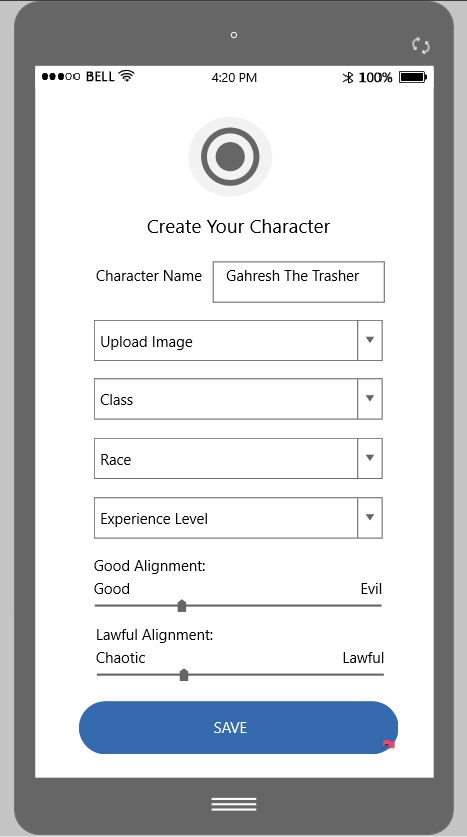 BELL 4:20 PM 100%
Create Your Character
Character Name Gahresh The Trasher
Upload Image
Class
Race
Experience Level
Good Alignment:
Good Evil
Lawful Alignment:
Chaotic Lawful
SAVE